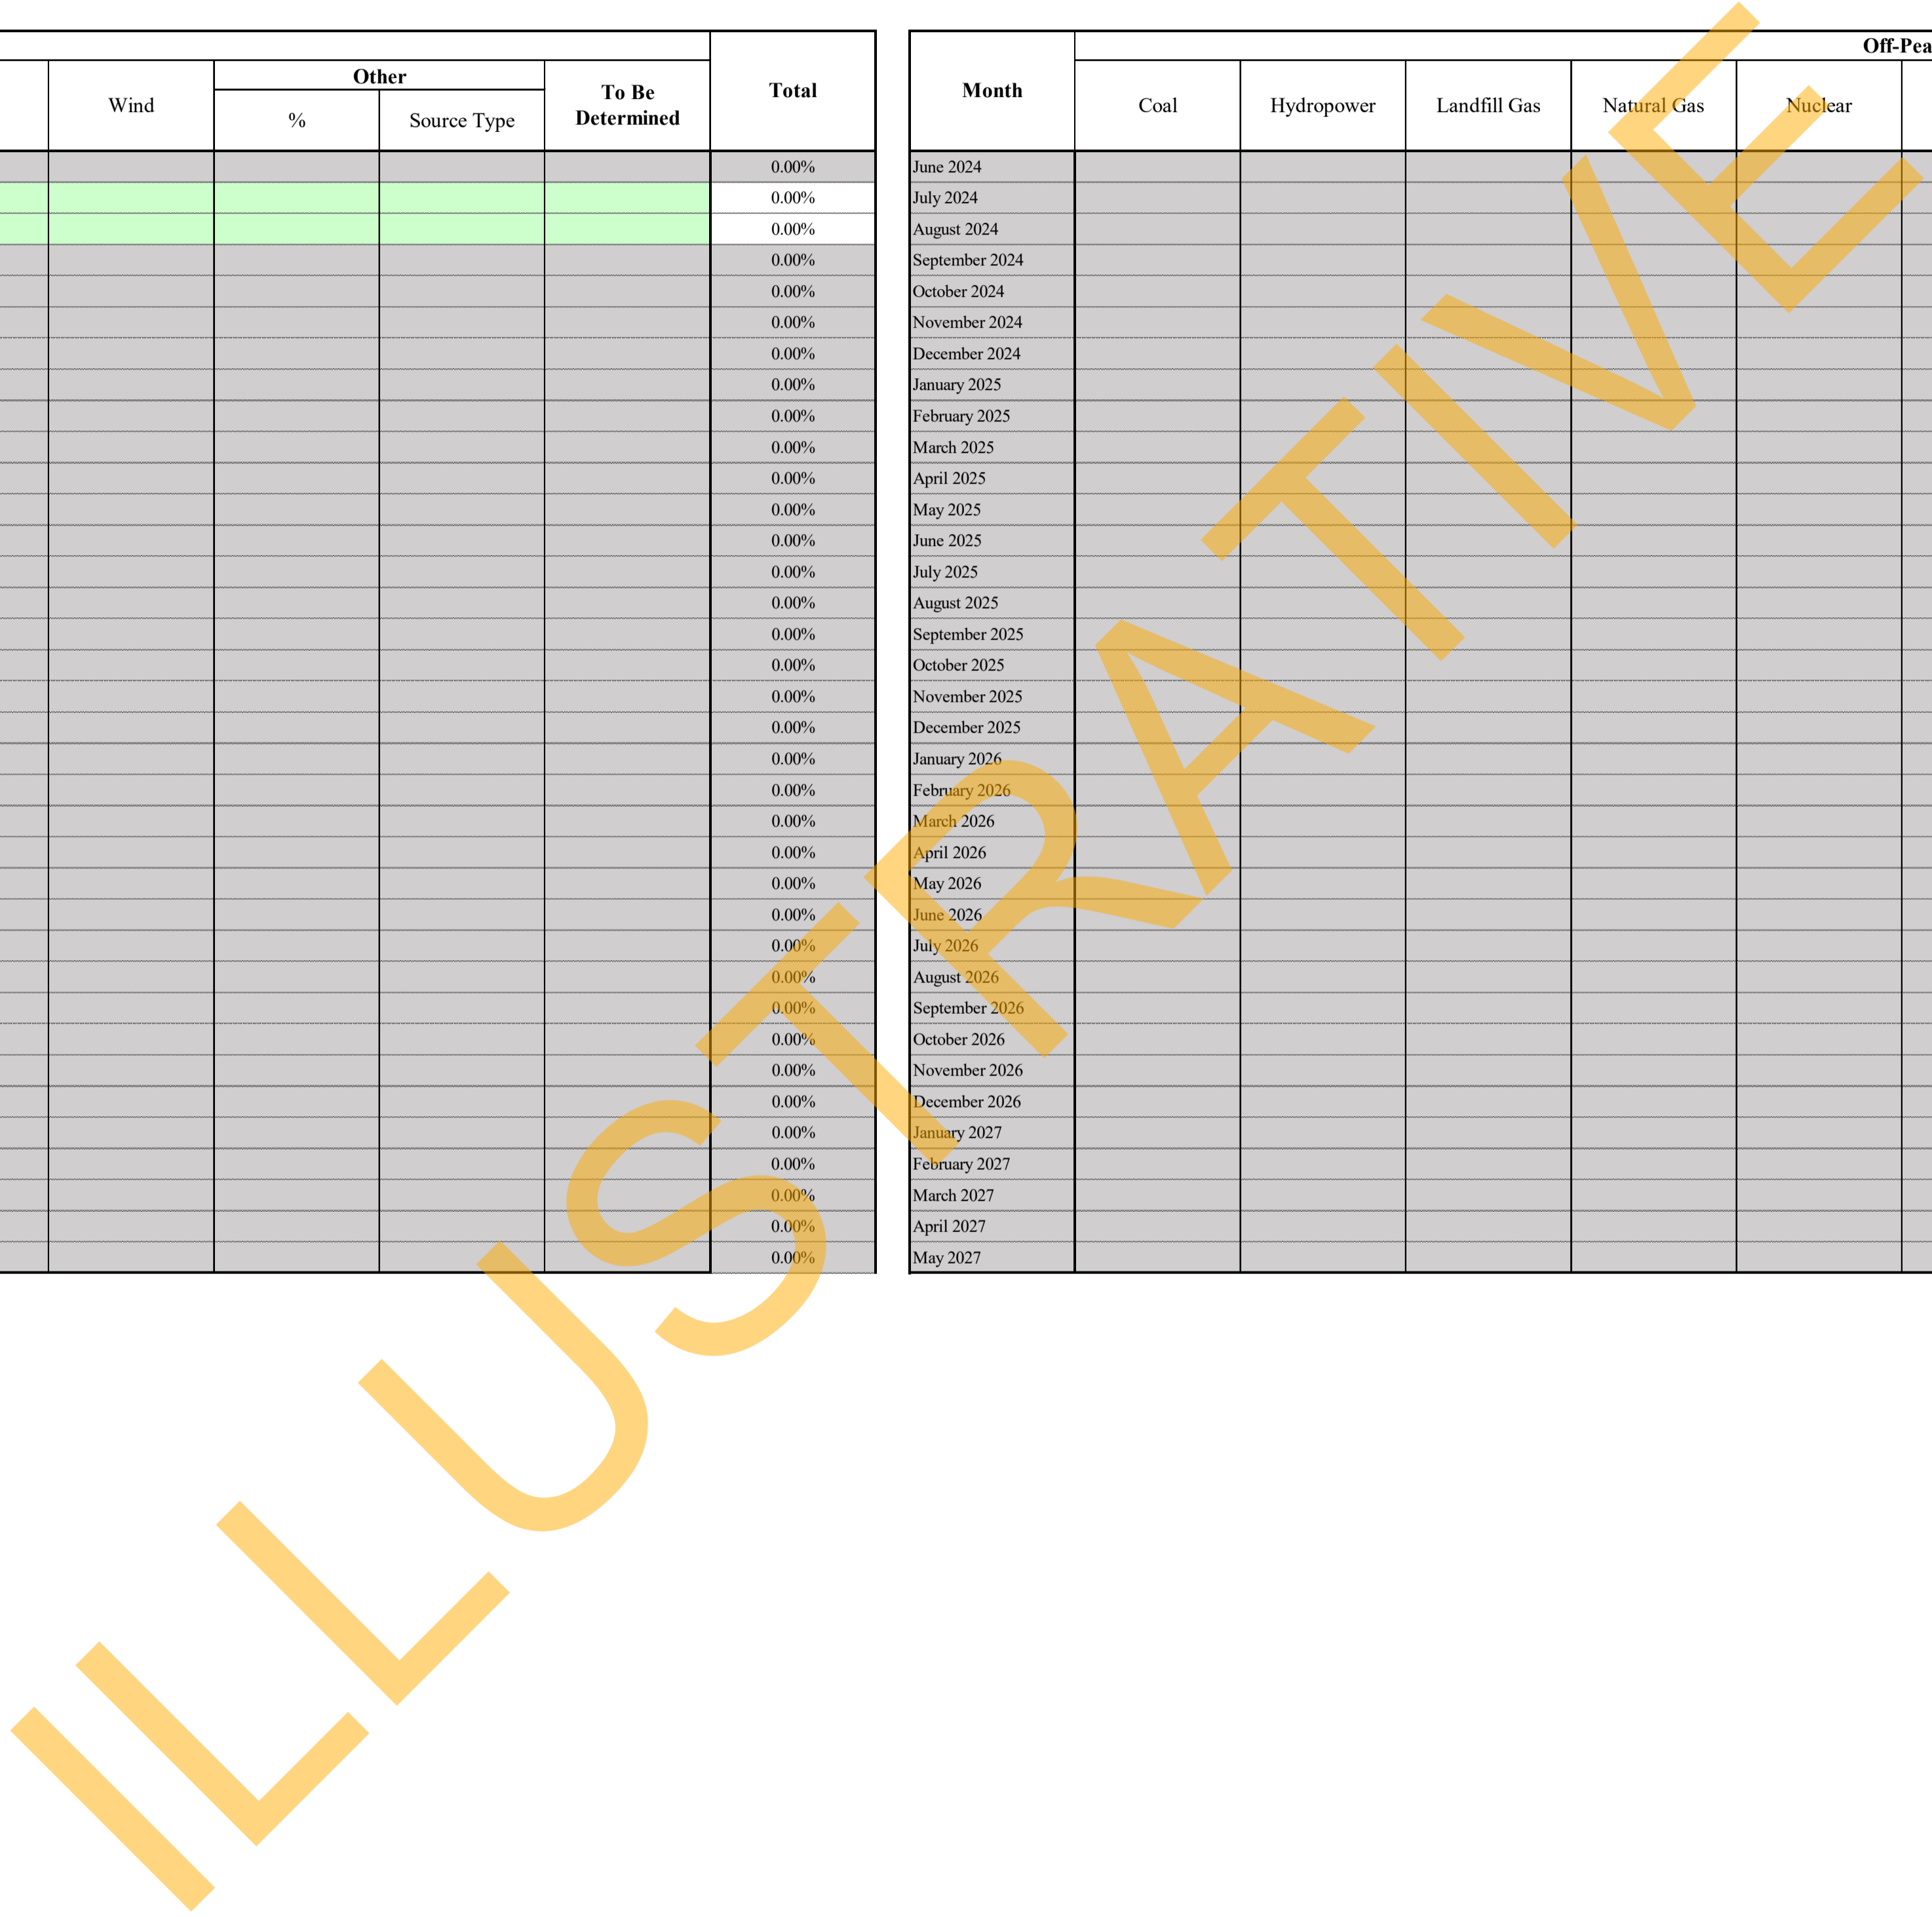 Off-Pea
Wind Other To Be Determined Total Month Coal Hydropower Landfill Gas Natural Gas Nuclear
% Source Type
0.00% June 2024
0.00% July 2024
0.00% August 2024
0.00% September 2024
0.00% October 2024
0.00% November 2024
0.00% December 2024
0.00% January 2025
0.00% February 2025
0.00% March 2025
0.00% April 2025
0.00% May 2025
0.00% June 2025
0.00% July 2025
0.00% August 2025
0.00% September 2025
0.00% October 2025
0.00% November 2025
0.00% December 2025
0.00% January 2026
0.00% February 2026
0.00% March 2026
0.00% April 2026
0.00% May 2026
0.00% June 2026
0.00% July 2026
0.00% August 2026
0.00% September 2026
0.00% October 2026
0.00% November 2026
0.00% December 2026
0.00% January 2027
0.00% February 2027
0.00% March 2027
0.00% April 2027
0.00% May 2027
ILLUSTRATIVE